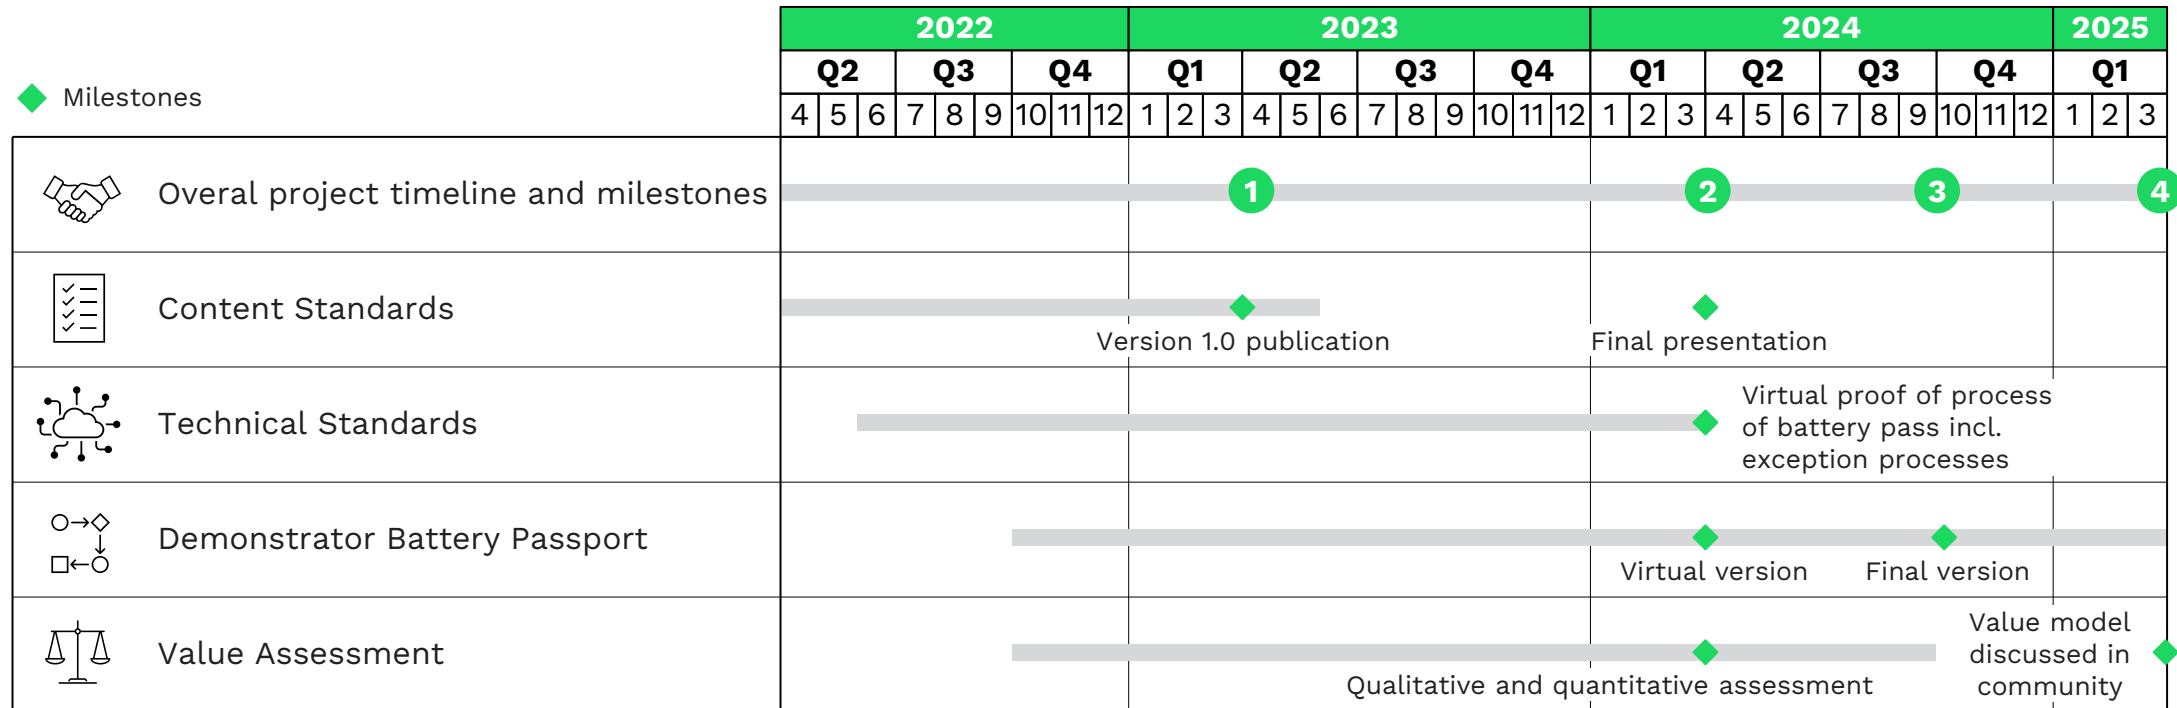 2022 2023 2024 2025
Q2 Q3 Q4 Q1 Q2 Q3 Q4 Q1 Q2 Q3 Q4 Q1
Milestones
4 5 6 7 8 9 10 11 12 1 2 3 4 5 6 7 8 9 10 11 12 1 2 3 4 5 6 7 8 9 10 11 12 1 2 3
Overal project timeline and milestones
1 2 3 4
Content Standards
Version 1.0 publication
Final presentation
Technical Standards
Virtual proof of process
of battery pass incl.
exception processes
Demonstrator Battery Passport
Virtual version
Final version
Value Assessment
Qualitative and quantitative assessment
Value model
discussed in
community